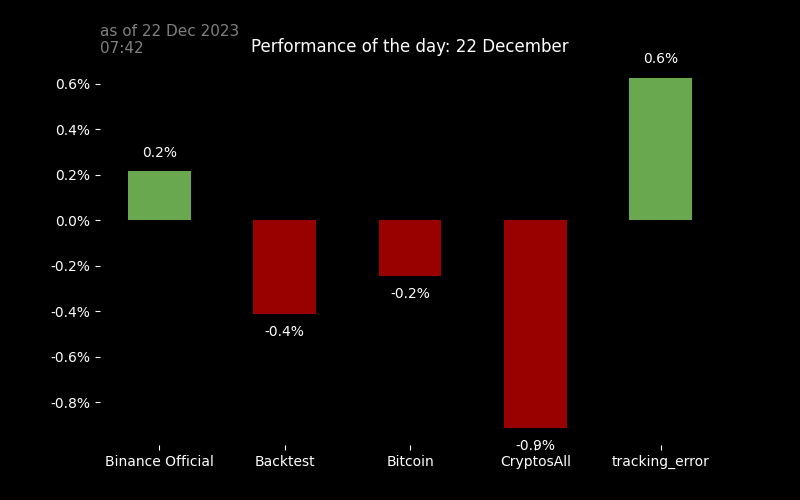 as of 22 Dec 2023
07:42
Performance of the day: 22 December
0.6%
0.4%
0.2%
0.0%
-0.2%
-0.4%
-0.6%
-0.8%
0.2%
-0.4%
-0.2%
-0.9%
0.6%
Binance Official
Backtest
Bitcoin
CryptosAll
tracking_error